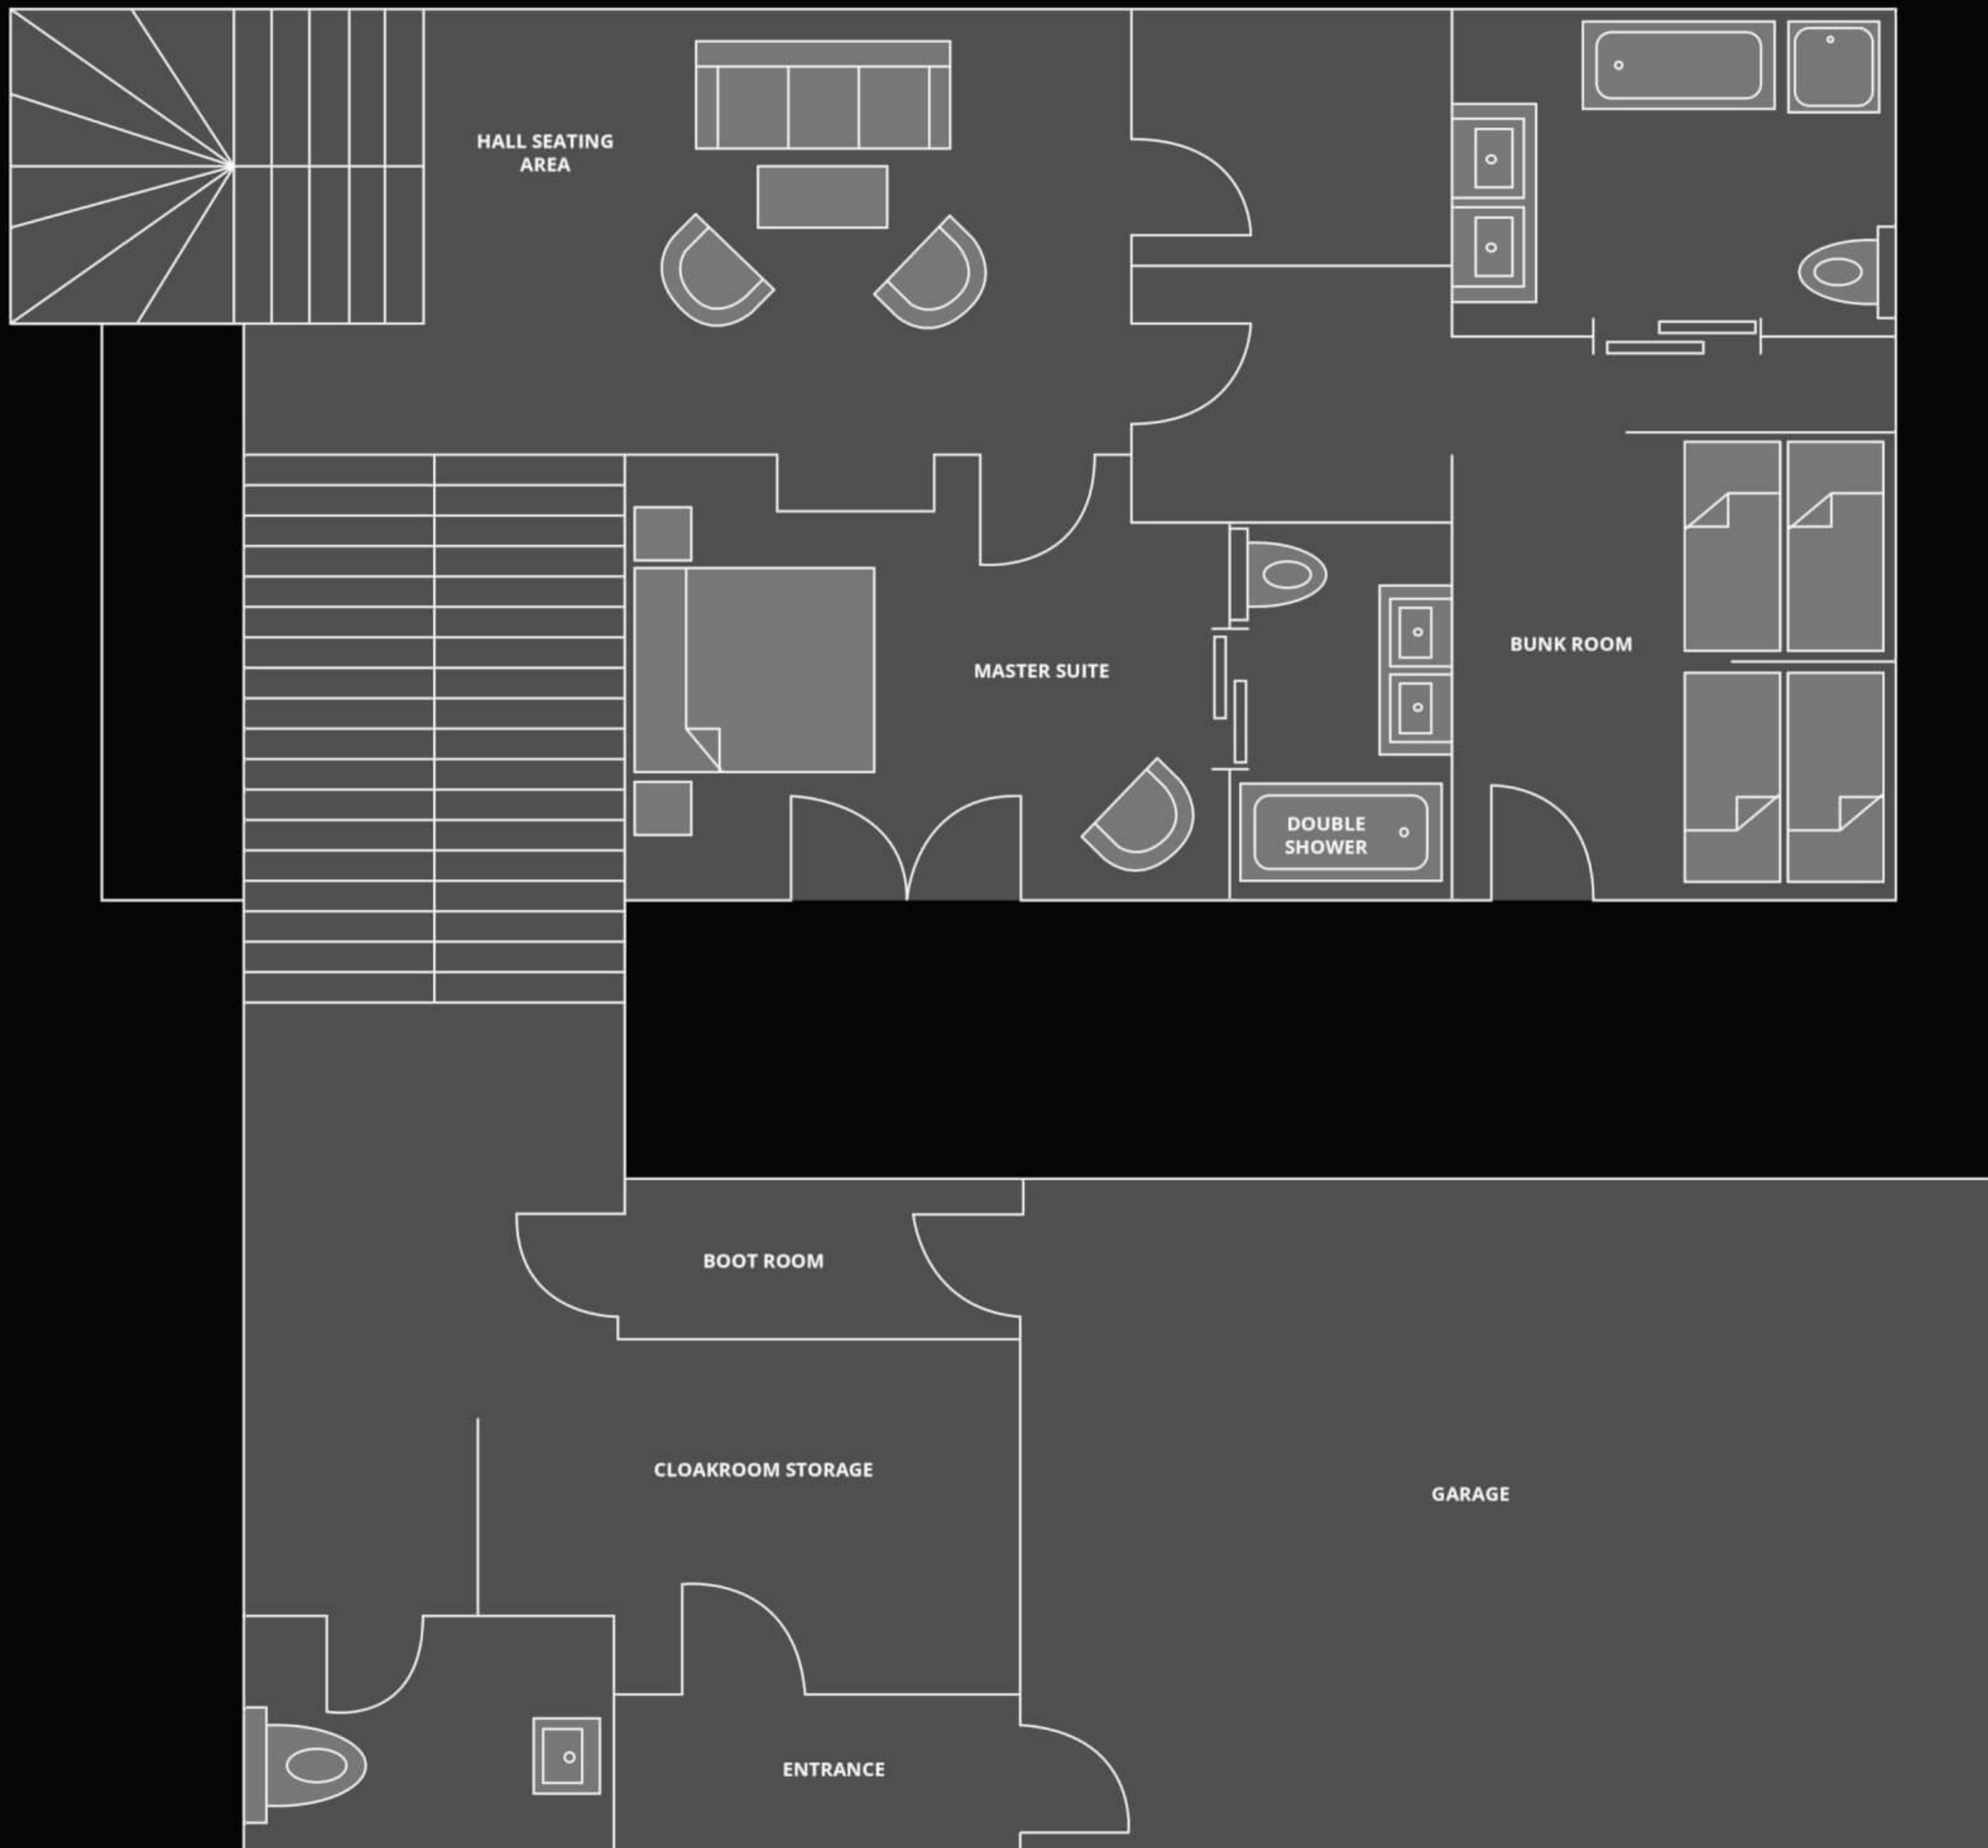 HALL SEATING
AREA
MASTER SUITE
BUNK ROOM
DOUBLE
SHOWER
BOOT ROOM
CLOAKROOM STORAGE
GARAGE
ENTRANCE